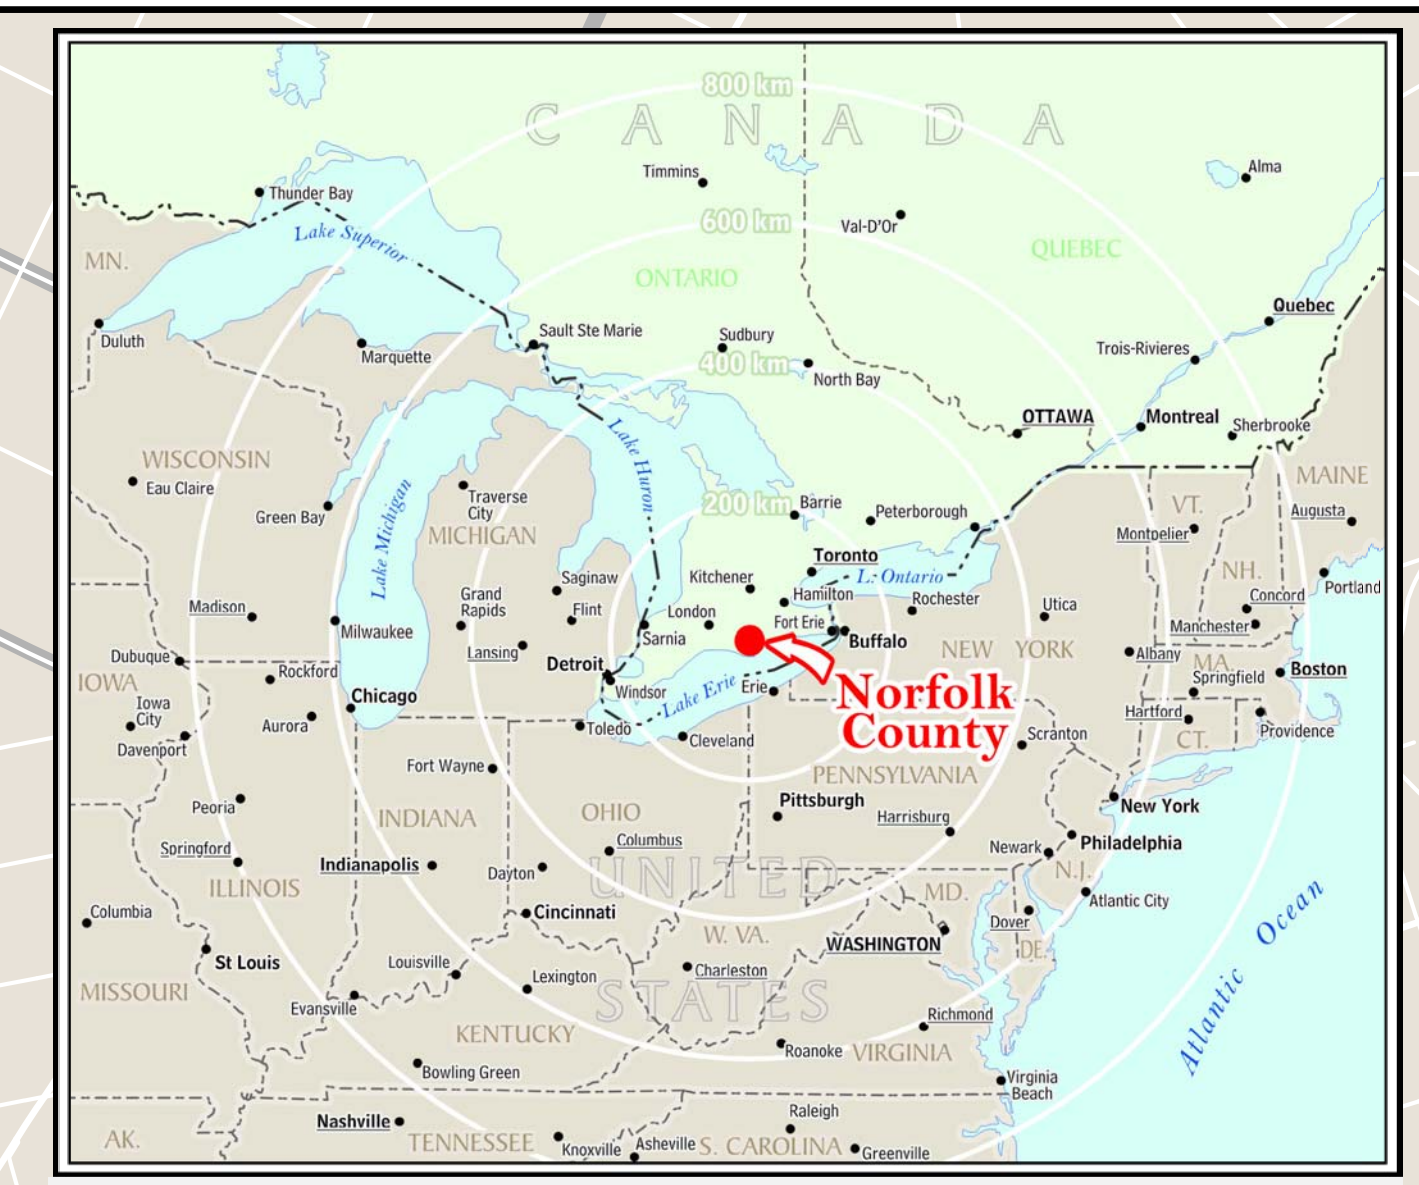 800 km
CANADA
Timmins
Alma
Thunder Bay
600 km
Val-D'Or
Lake Superior
QUEBEC
MN.
ONTARIO
Quebec
Duluth
Sault Ste Marie
Sudbury
Marquette
Trois-Rivieres
400 km
North Bay
OTTAWA
Montreal
Sherbrooke
WISCONSIN
Lake Huron
MAINE
Eau Claire
Traverse
City
Green Bay
Lake Michigan
200 km
Barrie
Peterborough
VT.
Augusta
MICHIGAN
Montpelier
Toronto
Saginaw
Kitchener
L. Ontario
NH.
Portland
Grand
Rapids
Madison
Flint
London
Hamilton
Rochester
Utica
Concord
Milwaukee
Sarnia
Fort Erie
Buffalo
Manchester
Lansing
NEW YORK
Albany
Dubuque
Detroit
MA.
Boston
IOWA
Rockford
Windsor
Lake Erie
Erie
Norfolk
County
Springfield
Chicago
Iowa
City
Aurora
Toledo
Cleveland
Scranton
Hartford
Providence
Davenport
CT.
Fort Wayne
PENNSYLVANIA
Peoria
INDIANA
OHIO
Pittsburgh
Harrisburg
New York
Springford
Indianapolis
Columbus
Newark
Philadelphia
ILLINOIS
Dayton
UNITED
MD.
N.J.
Atlantic City
Columbia
Cincinnati
Dover
W. VA.
WASHINGTON
DE.
Atlantic Ocean
St Louis
Louisville
Lexington
Charleston
MISSOURI
Evansville
STATES
Richmond
KENTUCKY
Roanoke
VIRGINIA
Bowling Green
Virginia
Beach
Nashville
Raleigh
AK.
TENNESSEE
Knoxville
Asheville
S. CAROLINA
Greenville